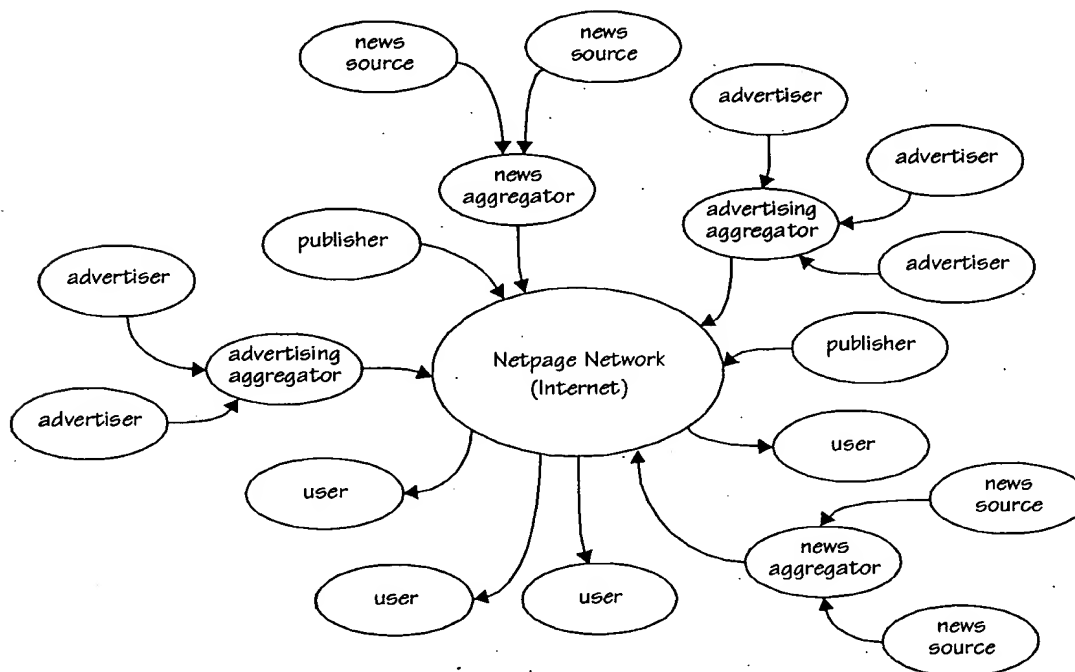 news
source
news
source
advertiser
advertiser
news
aggregator
advertising
aggregator
publisher
advertiser
advertiser
publisher
Netpage Network
(Internet)
advertising
aggregator
advertiser
user
user
news
source
news
aggregator
user
user
news
source